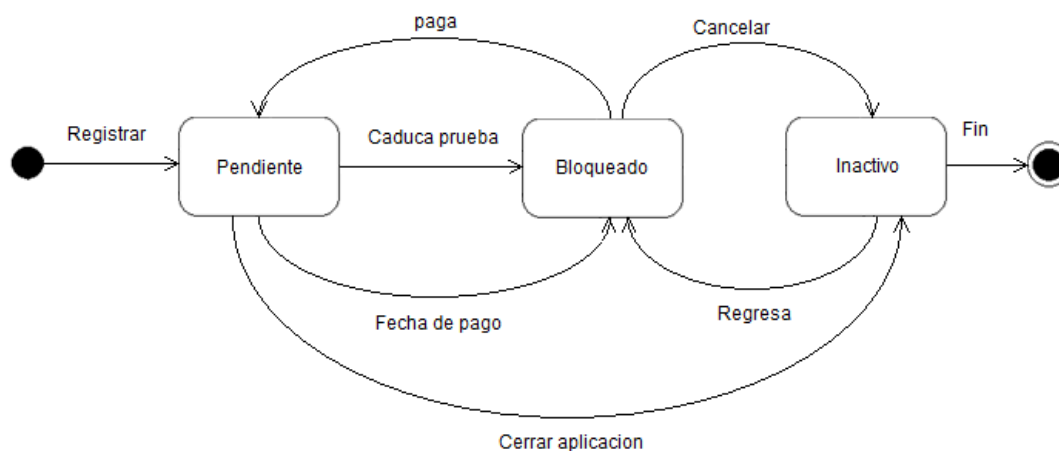 paga
Cancelar
Registrar
Caduca prueba
Fin
Pendiente
Bloqueado
Inactivo
Fecha de pago
Regresa
Cerrar aplicacion